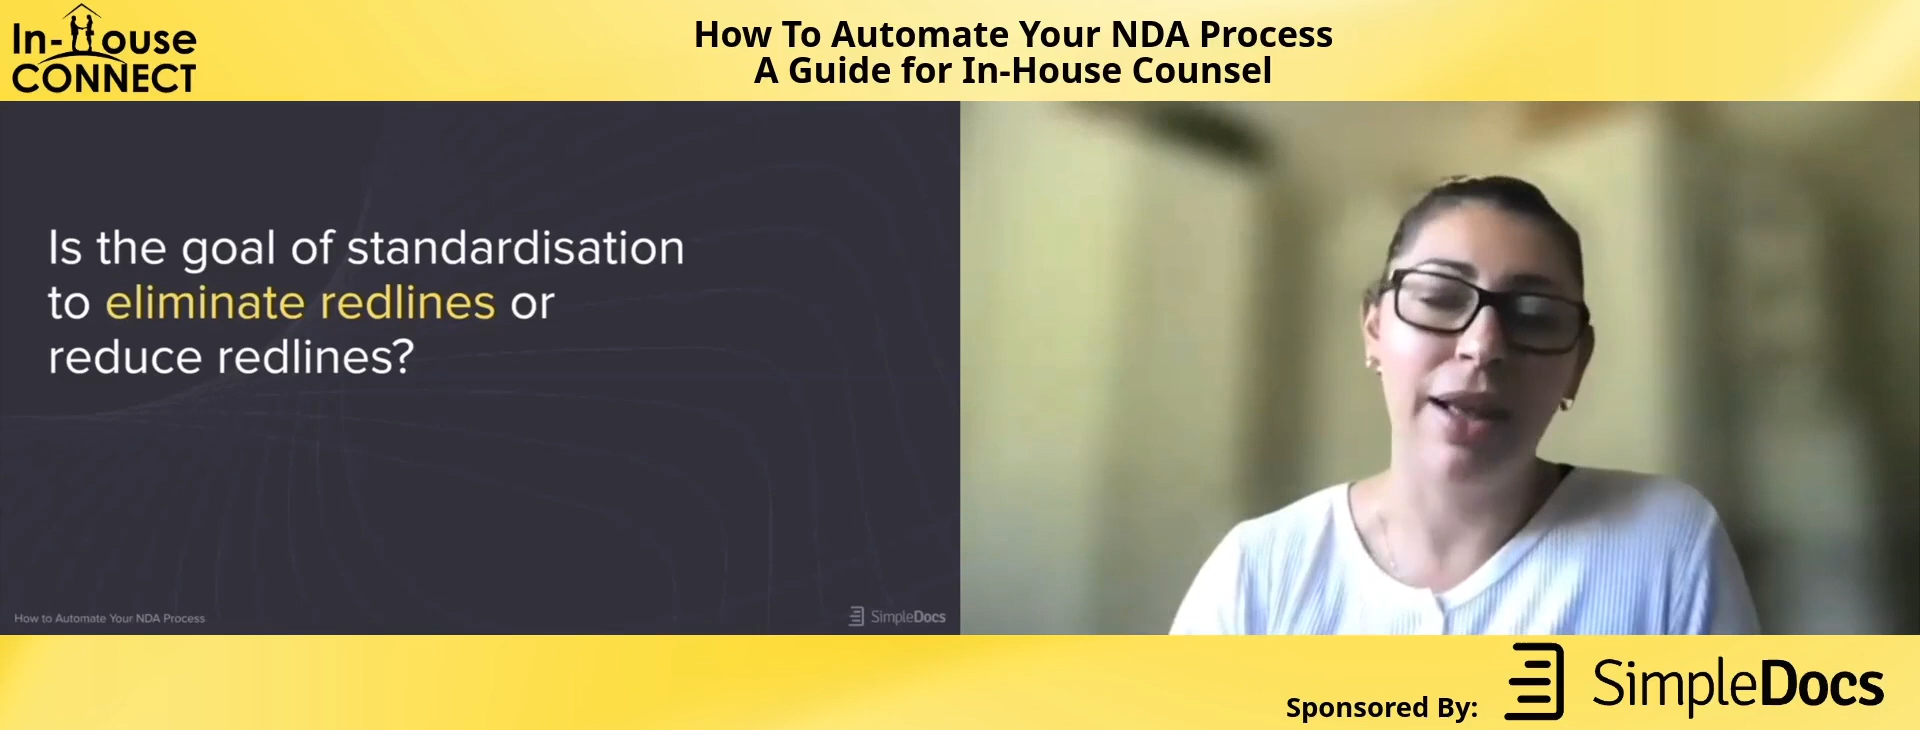 In-House
CONNECT
How To Automate Your NDA Process
A Guide for In-House Counsel
Is the goal of standardisation
to eliminate redlines or
reduce redlines?
How to Automate Your NDA Process
SimpleDocs
Sponsored By:
SimpleDocs